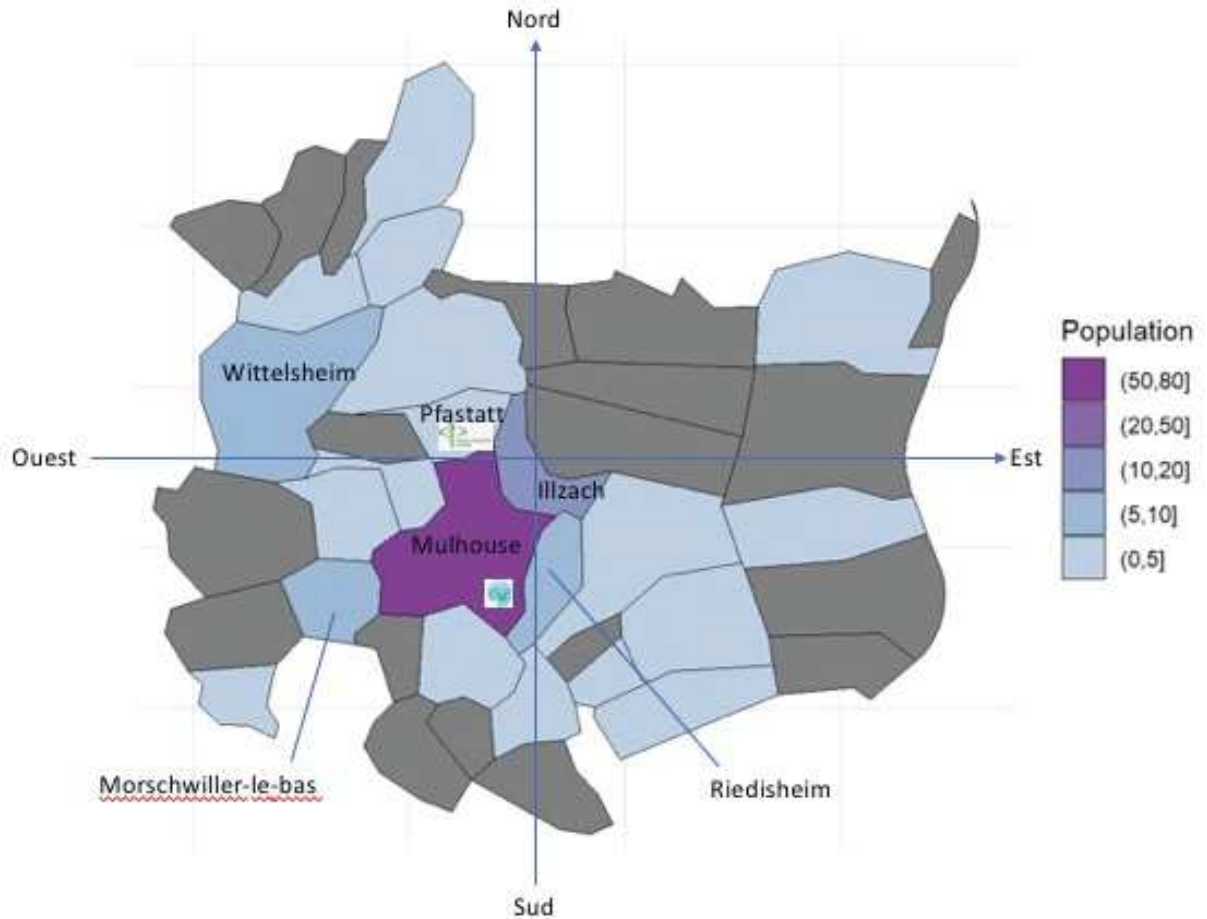 Nord
Wittelsheim
Pfastatt
Ouest
Est
Illzach
Mulhouse
Morschwiller-le-bas
Riedisheim
Sud
Population
(50,80]
(20,50]
(10,20]
(5,10]
(0,5]